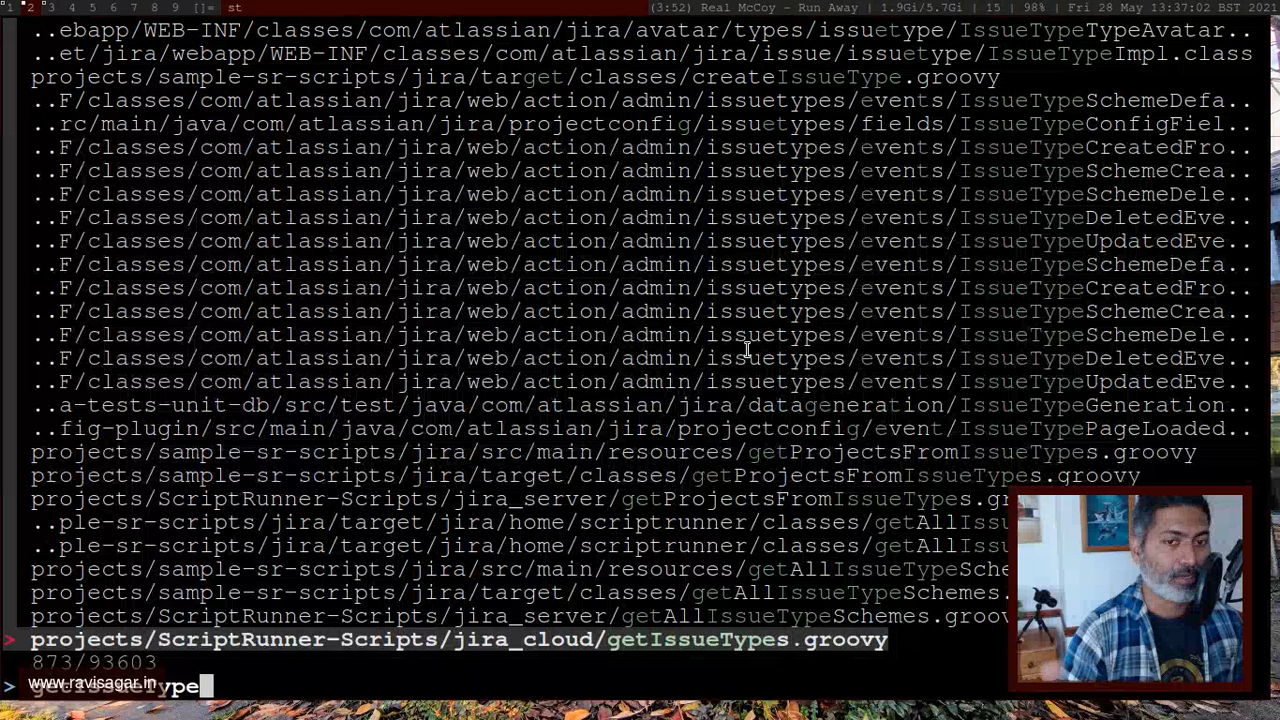 1 2 3 4 5 6 7 8 9 []= st (3:52) Real McCoy - Run Away | 1.9Gi/5.7Gi | 15 | 98% | Fri 28 May 13:37:02 BST 2021
..ebapp/WEB-INF/classes/com/atlassian/jira/avatar/types/issuetype/IssueTypeTypeAvatar..
..et/jira/webapp/WEB-INF/classes/com/atlassian/jira/issue/issuetype/IssueTypeImpl.class
projects/sample-sr-scripts/jira/target/classes/createIssueType.groovy
..F/classes/com/atlassian/jira/web/action/admin/issuetypes/events/IssueTypeSchemeDefa..
..rc/main/java/com/atlassian/jira/projectconfig/issuetypes/fields/IssueTypeConfigFiel..
..F/classes/com/atlassian/jira/web/action/admin/issuetypes/events/IssueTypeCreatedFro..
..F/classes/com/atlassian/jira/web/action/admin/issuetypes/events/IssueTypeSchemeCrea..
..F/classes/com/atlassian/jira/web/action/admin/issuetypes/events/IssueTypeSchemeDele..
..F/classes/com/atlassian/jira/web/action/admin/issuetypes/events/IssueTypeDeletedEve..
..F/classes/com/atlassian/jira/web/action/admin/issuetypes/events/IssueTypeUpdatedEve..
..F/classes/com/atlassian/jira/web/action/admin/issuetypes/events/IssueTypeSchemeDefa..
..F/classes/com/atlassian/jira/web/action/admin/issuetypes/events/IssueTypeCreatedFro..
..F/classes/com/atlassian/jira/web/action/admin/issuetypes/events/IssueTypeSchemeCrea..
..F/classes/com/atlassian/jira/web/action/admin/issuetypes/events/IssueTypeSchemeDele..
..F/classes/com/atlassian/jira/web/action/admin/issuetypes/events/IssueTypeDeletedEve..
..F/classes/com/atlassian/jira/web/action/admin/issuetypes/events/IssueTypeUpdatedEve..
..a-tests-unit-db/src/test/java/com/atlassian/jira/datageneration/IssueTypeGeneration..
..fig-plugin/src/main/java/com/atlassian/jira/projectconfig/event/IssueTypePageLoaded..
projects/sample-sr-scripts/jira/src/main/resources/getProjectsFromIssueTypes.groovy
projects/sample-sr-scripts/jira/target/classes/getProjectsFromIssueTypes.groovy
projects/ScriptRunner-Scripts/jira_server/getProjectsFromIssueTypes.gr
..ple-sr-scripts/jira/target/jira/home/scriptrunner/classes/getAllIss
..ple-sr-scripts/jira/target/jira/home/scriptrunner/classes/getAllIss
projects/sample-sr-scripts/jira/src/main/resources/getAllIssueTypeSche
projects/sample-sr-scripts/jira/target/classes/getAllIssueTypeSchemes.
projects/ScriptRunner-Scripts/jira_server/getAllIssueTypeSchemes.groov
> projects/ScriptRunner-Scripts/jira_cloud/getIssueTypes.groovy
873/93603
> getIssueType
www.ravisagar.in